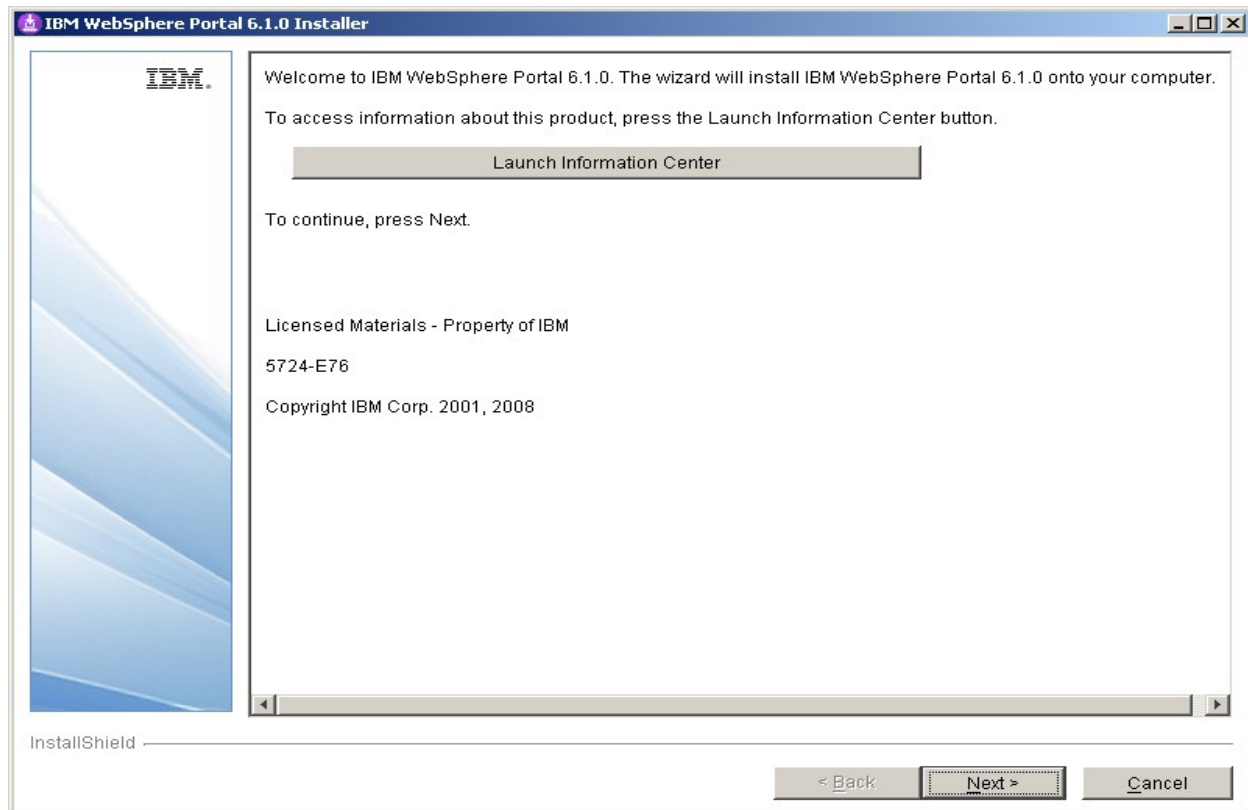 IBM WebSphere Portal 6.1.0 Installer
IBM.
Welcome to IBM WebSphere Portal 6.1.0. The wizard will install IBM WebSphere Portal 6.1.0 onto your computer.
To access information about this product, press the Launch Information Center button.
Launch Information Center
To continue, press Next.
Licensed Materials - Property of IBM
5724-E76
Copyright IBM Corp. 2001, 2008
InstallShield
< Back
Next >
Cancel